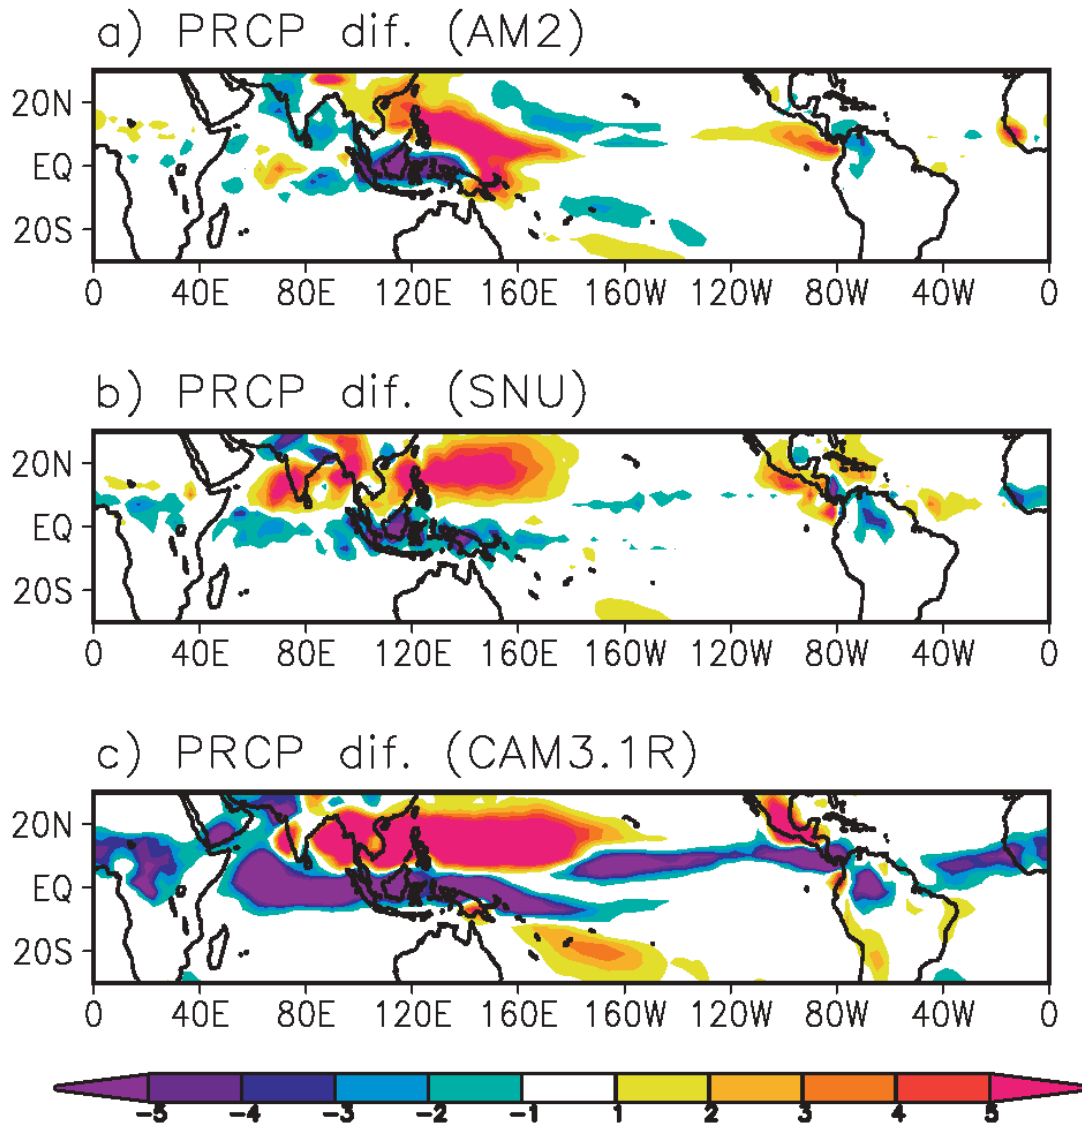 a) PRCP dif. (AM2)
20N
EQ
20S
0 40E 80E 120E 160E 160W 120W 80W 40W 0
b) PRCP dif. (SNU)
20N
EQ
20S
0 40E 80E 120E 160E 160W 120W 80W 40W 0
c) PRCP dif. (CAM3.1R)
20N
EQ
20S
0 40E 80E 120E 160E 160W 120W 80W 40W 0
-5 -4 -3 -2 -1 1 2 3 4 5